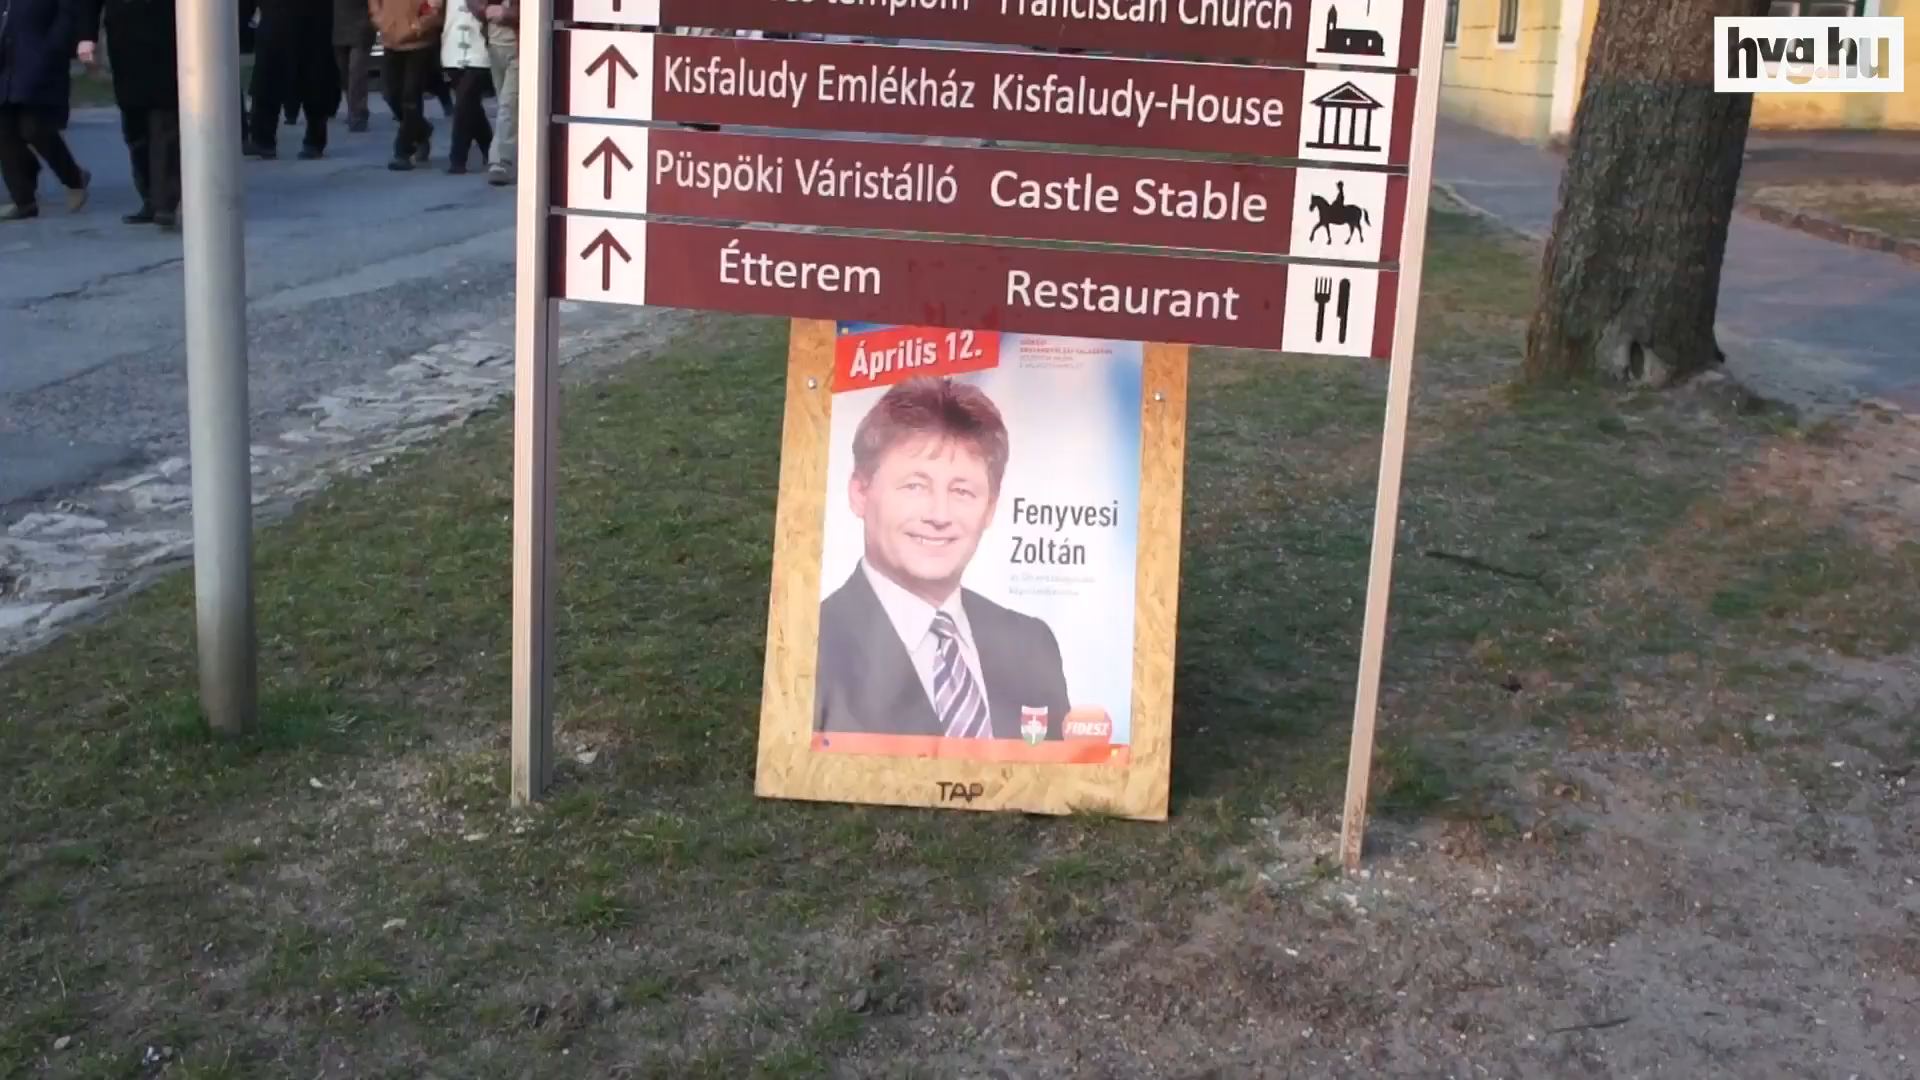 templom Franciscan Church
hvg.hu
Kisfaludy Emlékház Kisfaludy-House
Püspöki Váristálló Castle Stable
Étterem Restaurant
Április 12.
Fenyvesi
Zoltán
FIDESZ
TAP